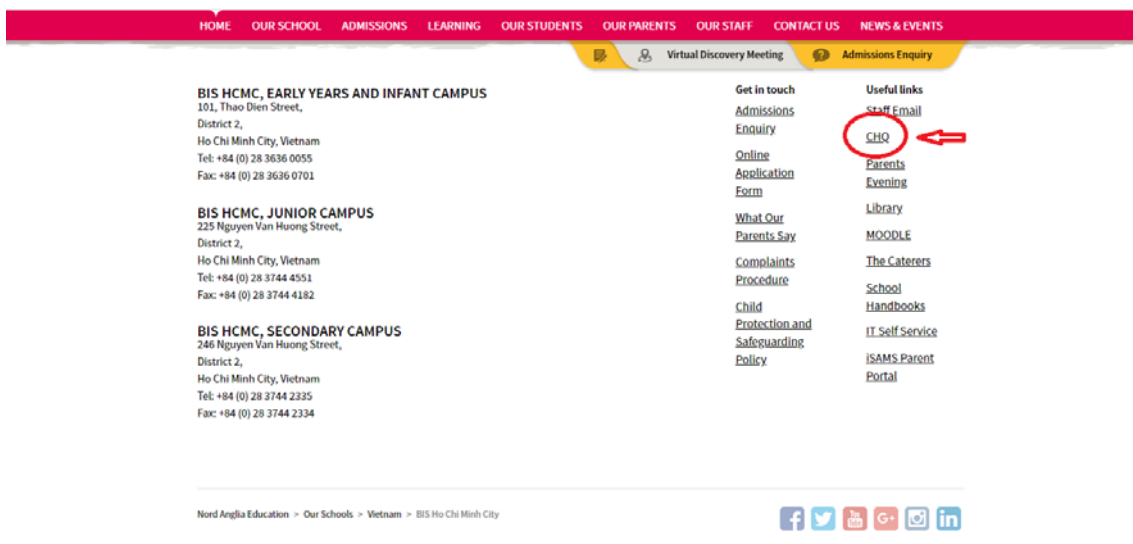 HOME OUR SCHOOL ADMISSIONS LEARNING OUR STUDENTS OUR PARENTS OUR STAFF CONTACT US NEWS & EVENTS
Virtual Discovery Meeting Admissions Enquiry
BIS HCMC, EARLY YEARS AND INFANT CAMPUS
101, Thao Dien Street,
District 2,
Ho Chi Minh City, Vietnam
Tel: +84 (0) 28 3636 0055
Fax: +84 (0) 28 3636 0701
BIS HCMC, JUNIOR CAMPUS
225 Nguyen Van Huong Street,
District 2,
Ho Chi Minh City, Vietnam
Tel: +84 (0) 28 3744 4551
Fax: +84 (0) 28 3744 4182
BIS HCMC, SECONDARY CAMPUS
246 Nguyen Van Huong Street,
District 2,
Ho Chi Minh City, Vietnam
Tel: +84 (0) 28 3744 2335
Fax: +84 (0) 28 3744 2334
Get in touch
Admissions
Enquiry
Online
Application
Form
What Our
Parents Say
Complaints
Procedure
Child
Protection and
Safeguarding
Policy
Useful links
Staff Email
CHQ
Parents
Evening
Library
MOODLE
The Caterers
School
Handbooks
IT Self Service
iSAMS Parent
Portal
Nord Anglia Education > Our Schools > Vietnam > BIS Ho Chi Minh City
f You Tube G+ in